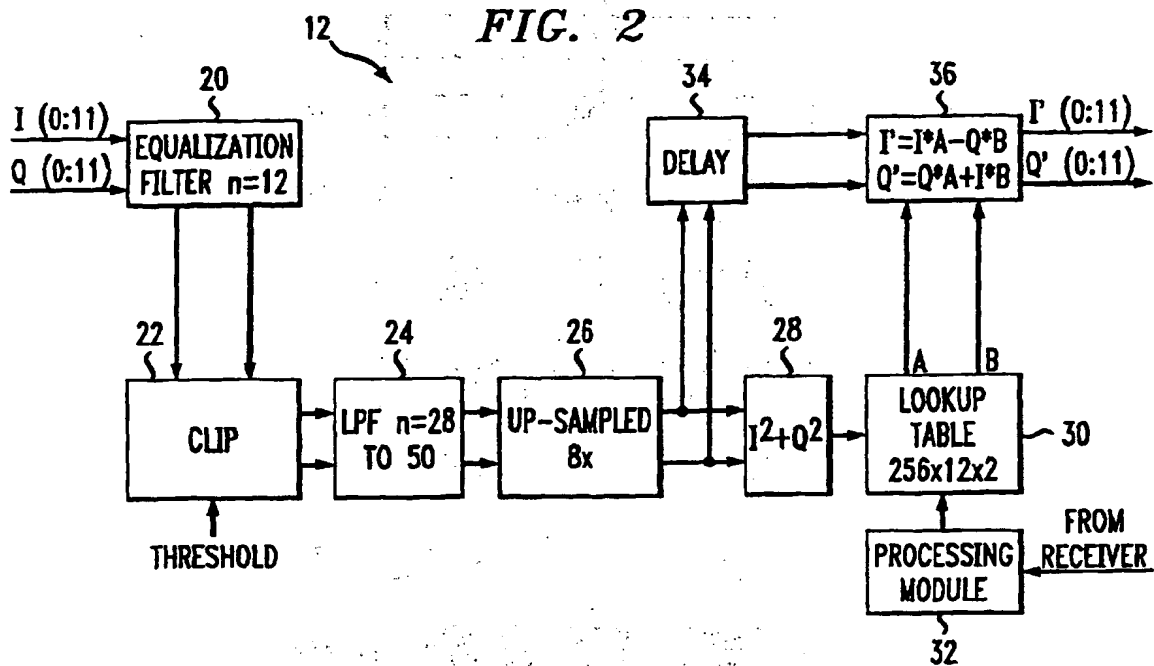 FIG. 2
12
20
34
36
I (0:11)
Q (0:11)
EQUALIZATION
FILTER n=12
DELAY
I'=I*A-Q*B
Q'=Q*A+I*B
I' (0:11)
Q' (0:11)
22
24
26
28
A
B
CLIP
LPF n=28
TO 50
UP-SAMPLED
8x
I²+Q²
LOOKUP
TABLE
256x12x2
30
THRESHOLD
PROCESSING
MODULE
FROM
RECEIVER
32